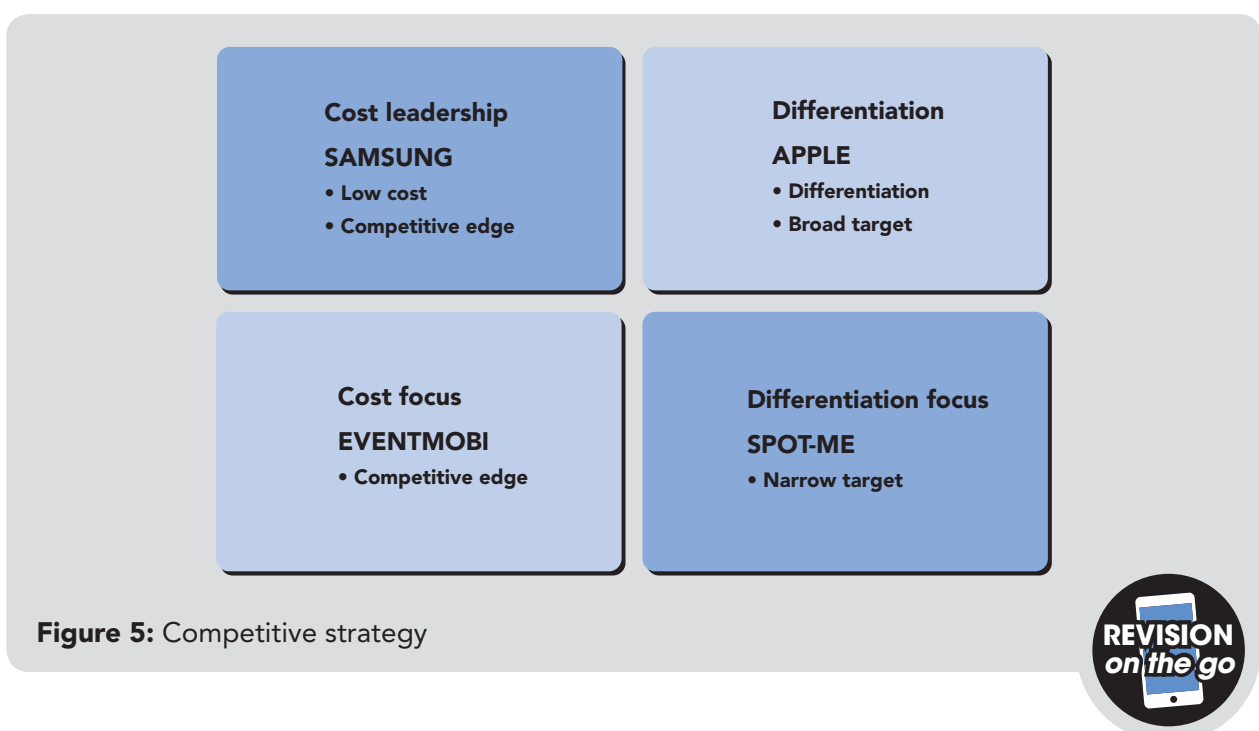 Cost leadership
SAMSUNG
• Low cost
• Competitive edge
Differentiation
APPLE
• Differentiation
• Broad target
Cost focus
EVENTMOBI
• Competitive edge
Differentiation focus
SPOT-ME
• Narrow target
Figure 5: Competitive strategy
REVISION
on the go